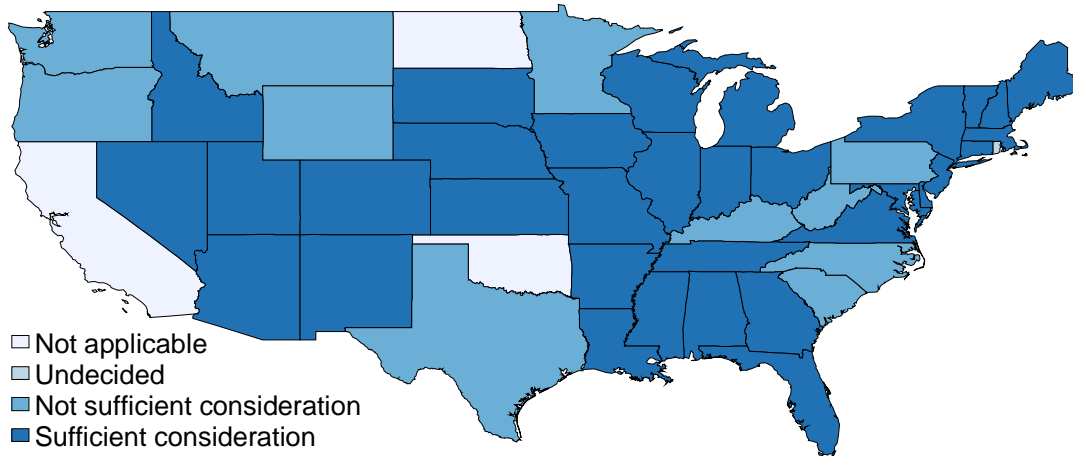 Not applicable
Undecided
Not sufficient consideration
Sufficient consideration